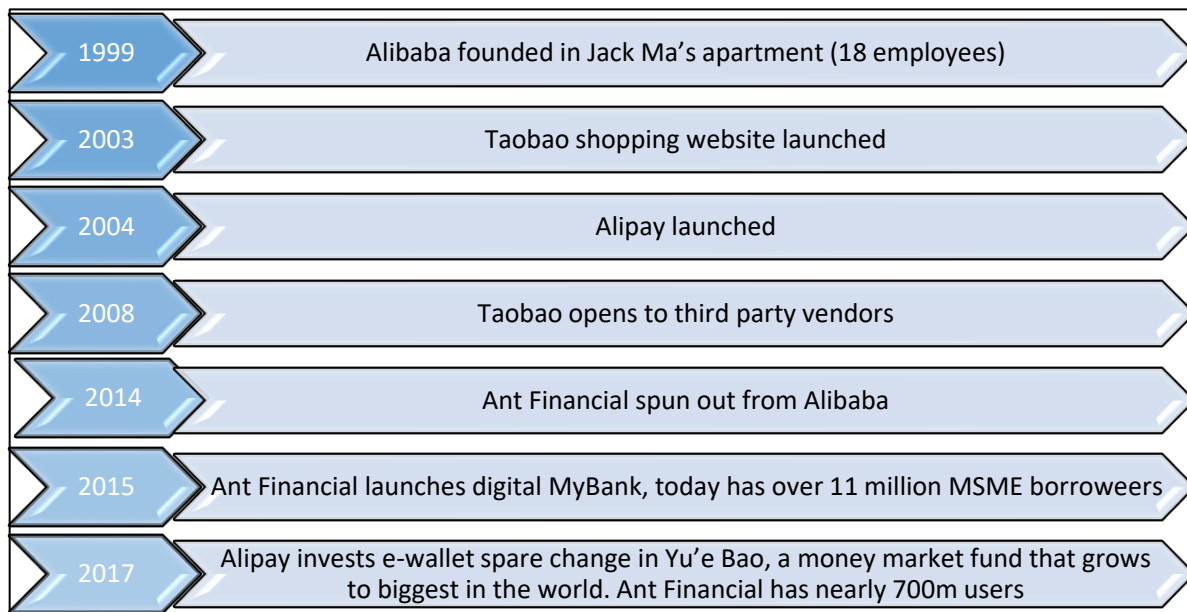 1999
Alibaba founded in Jack Ma’s apartment (18 employees)
2003
Taobao shopping website launched
2004
Alipay launched
2008
Taobao opens to third party vendors
2014
Ant Financial spun out from Alibaba
2015
Ant Financial launches digital MyBank, today has over 11 million MSME borroweers
2017
Alipay invests e-wallet spare change in Yu’e Bao, a money market fund that grows
to biggest in the world. Ant Financial has nearly 700m users